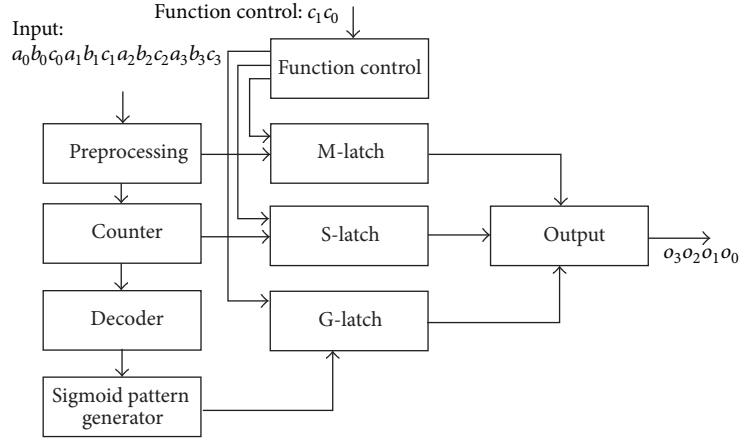 Function control: c₁c₀
Input:
a₀b₀c₀a₁b₁c₁a₂b₂c₂a₃b₃c₃
Function control
Preprocessing
M-latch
Counter
S-latch
Output
o₃o₂o₁o₀
Decoder
G-latch
Sigmoid pattern
generator